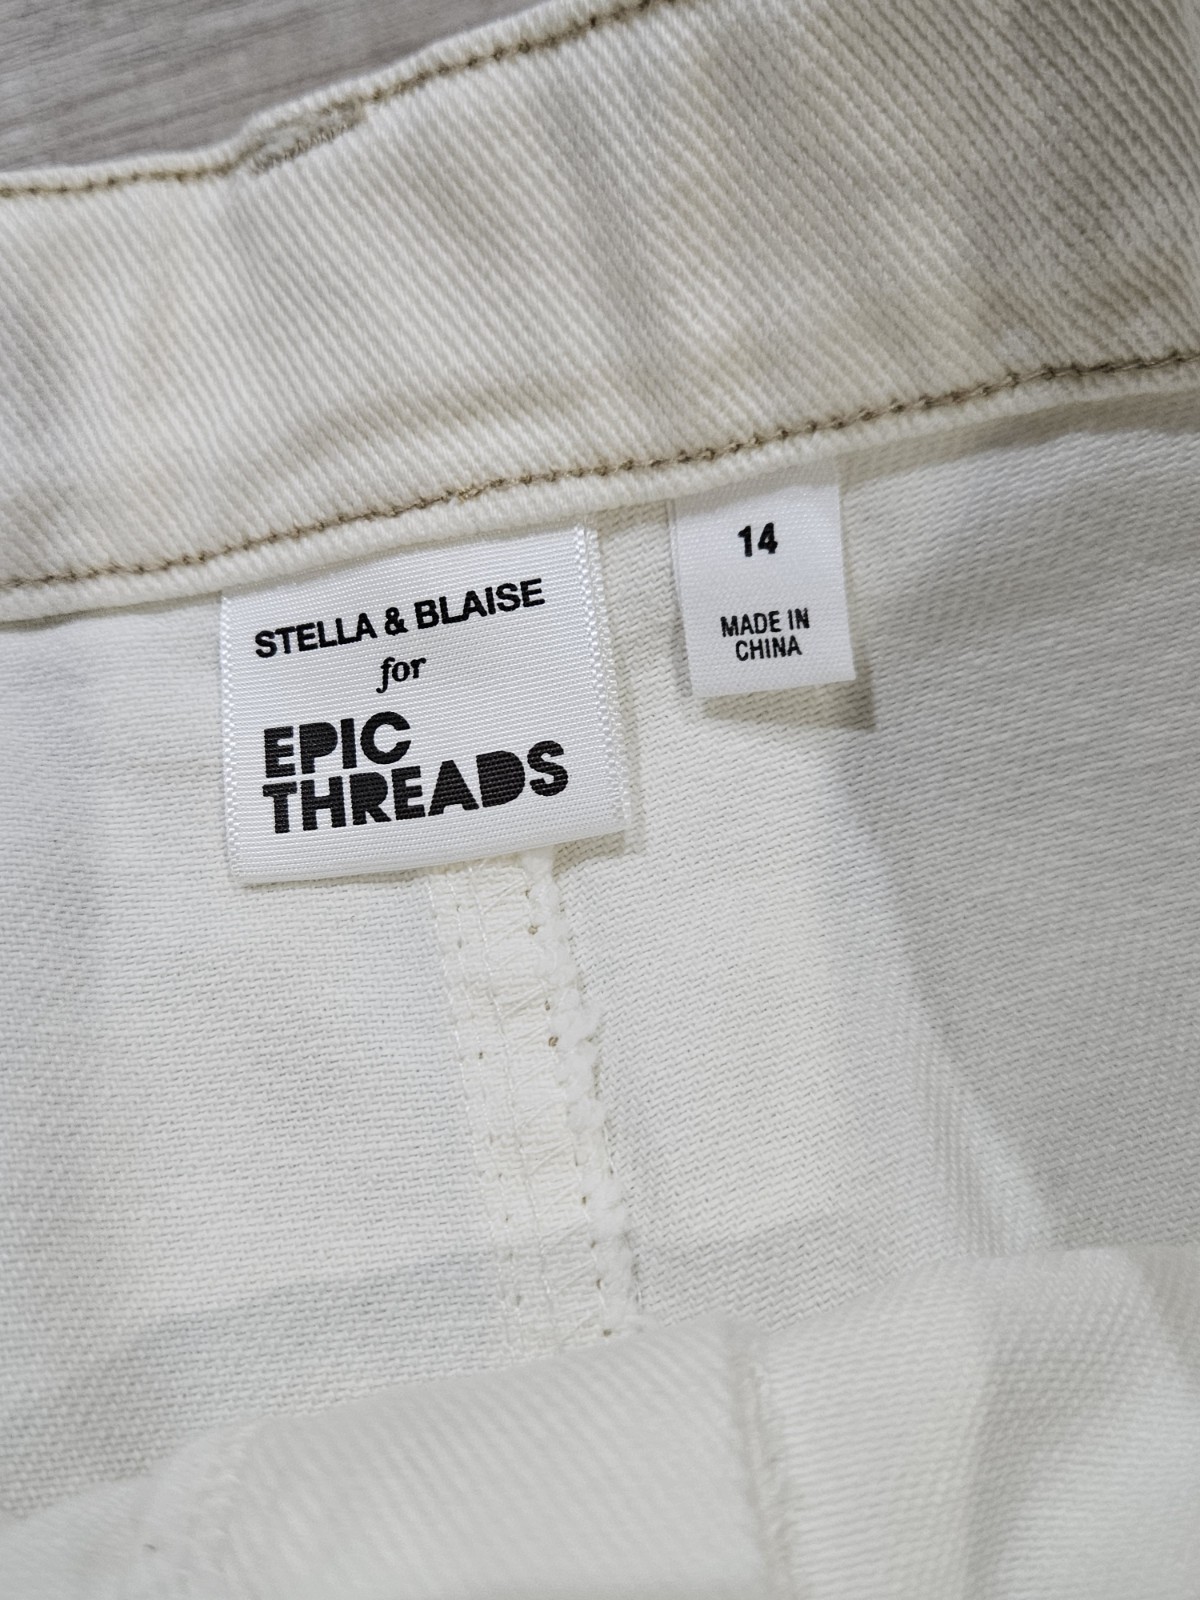 STELLA & BLAISE
for
EPIC
THREADS
14
MADE IN
CHINA